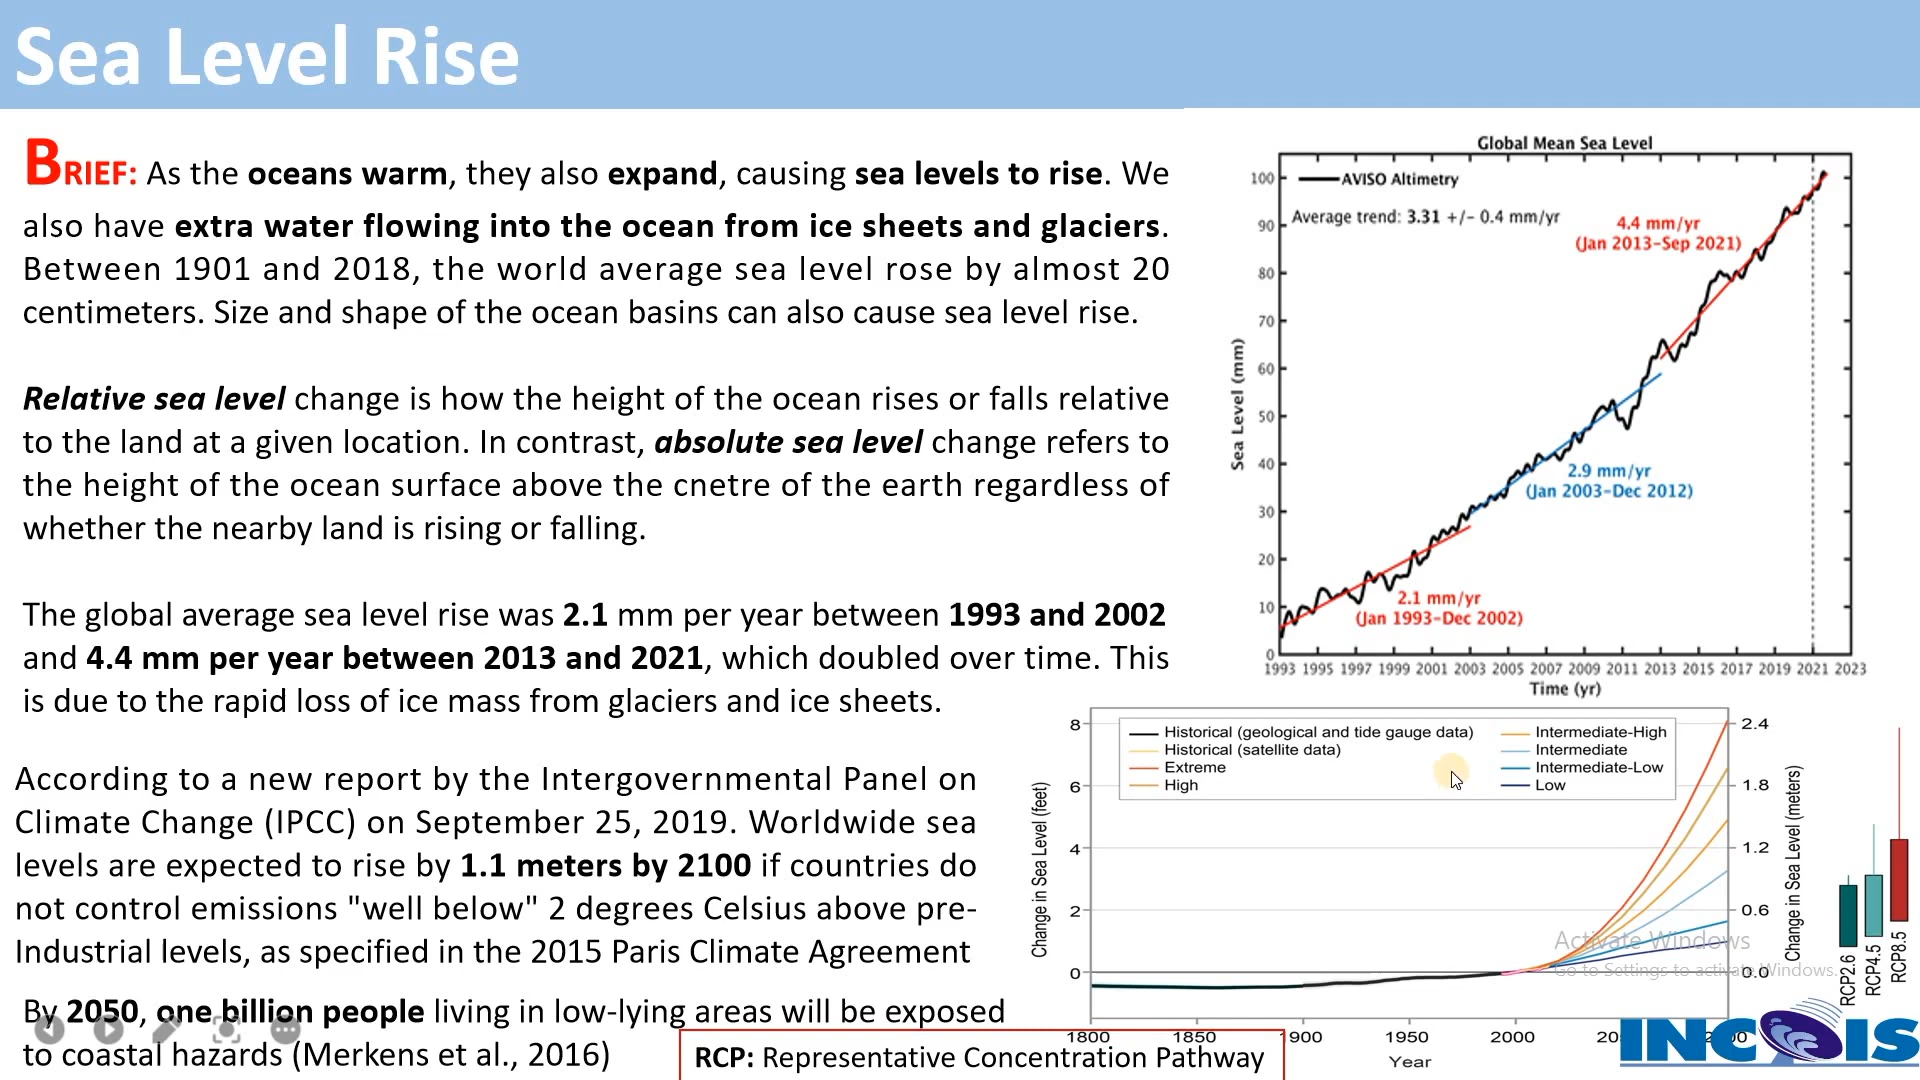 Sea Level Rise
BRIEF: As the oceans warm, they also expand, causing sea levels to rise. We
also have extra water flowing into the ocean from ice sheets and glaciers.
Between 1901 and 2018, the world average sea level rose by almost 20
centimeters. Size and shape of the ocean basins can also cause sea level rise.
Relative sea level change is how the height of the ocean rises or falls relative
to the land at a given location. In contrast, absolute sea level change refers to
the height of the ocean surface above the cnetre of the earth regardless of
whether the nearby land is rising or falling.
The global average sea level rise was 2.1 mm per year between 1993 and 2002
and 4.4 mm per year between 2013 and 2021, which doubled over time. This
is due to the rapid loss of ice mass from glaciers and ice sheets.
According to a new report by the Intergovernmental Panel on
Climate Change (IPCC) on September 25, 2019. Worldwide sea
levels are expected to rise by 1.1 meters by 2100 if countries do
not control emissions "well below" 2 degrees Celsius above pre-
Industrial levels, as specified in the 2015 Paris Climate Agreement
By 2050, one billion people living in low-lying areas will be exposed
to coastal hazards (Merkens et al., 2016)
RCP: Representative Concentration Pathway
Global Mean Sea Level
AVISO Altimetry
Average trend: 3.31 +/- 0.4 mm/yr
4.4 mm/yr
(Jan 2013-Sep 2021)
2.9 mm/yr
(Jan 2003-Dec 2012)
2.1 mm/yr
(Jan 1993-Dec 2002)
Sea Level (mm)
100
90
80
70
60
50
40
30
20
10
0
1993 1995 1997 1999 2001 2003 2005 2007 2009 2011 2013 2015 2017 2019 2021 2023
Time (yr)
Historical (geological and tide gauge data)
Historical (satellite data)
Extreme
High
Intermediate-High
Intermediate
Intermediate-Low
Low
Change in Sea Level (feet)
8
6
4
2
0
2.4
1.8
1.2
0.6
0.0
Change in Sea Level (meters)
1800 1850 1900 1950 2000
Year
RCP2.6
RCP4.5
RCP8.5
Activate Windows
Go to Settings to activate Windows.
INCOIS